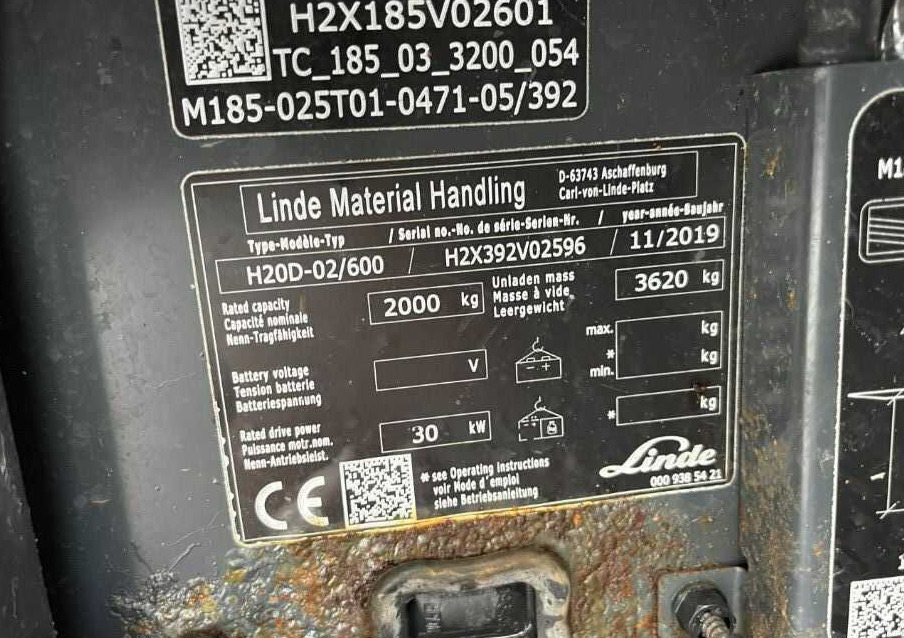 H2X185V02601
TC_185_03_3200_054
M185-025T01-0471-05/392
Linde Material Handling
D-63743 Aschaffenburg
Carl-von-Linde-Platz
Type-Modèle-Typ / Serial no.-No. de série-Serien-Nr. / year-année-Baujahr
H20D-02/600 / H2X392V02596 / 11/2019
Rated capacity
Capacité nominale
Nenn-Tragfähigkeit
2000 kg
Unladen mass
Masse à vide
Leergewicht
3620 kg
Battery voltage
Tension batterie
Batteriespannung
V
- +
max. kg
*
min. kg
Rated drive power
Puissance motr.nom.
Nenn-Antriebsleist.
30 kW
* kg
CE
* see Operating Instructions
voir Mode d'emploi
siehe Betriebsanleitung
Linde
000 938 54 21